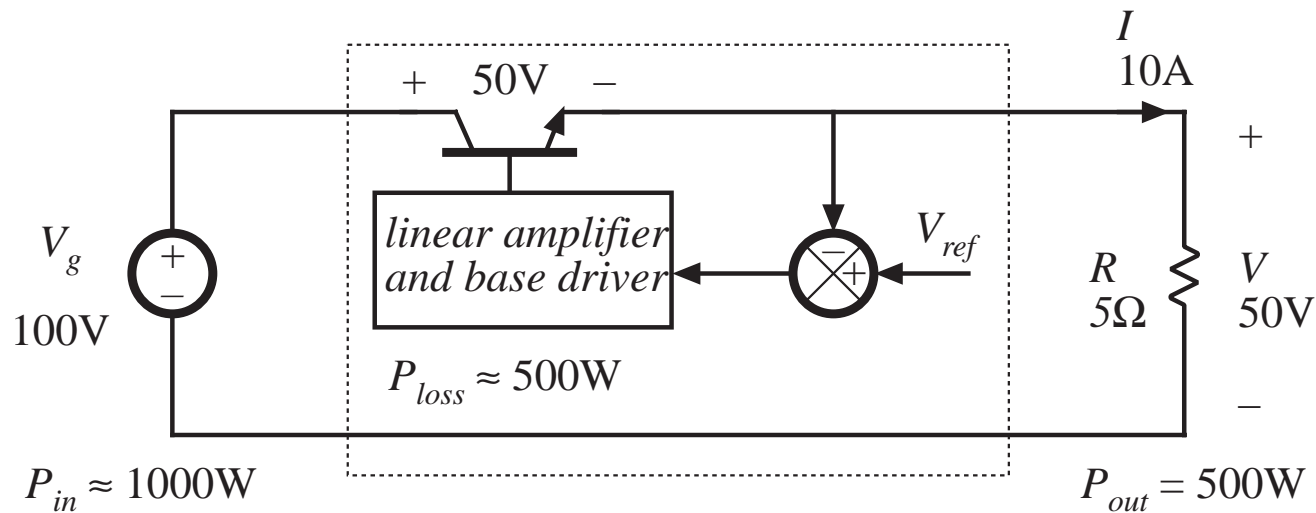 I
10A
+ 50V –
+
V_g
+
–
100V
linear amplifier
and base driver
–
+
V_ref
R
5Ω
V
50V
P_loss ≈ 500W
–
P_in ≈ 1000W
P_out = 500W